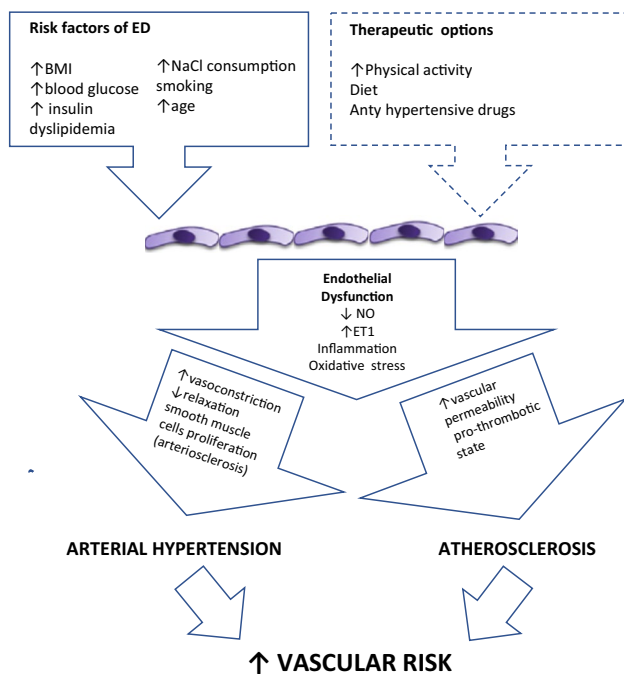 Risk factors of ED
↑BMI
↑blood glucose
↑ insulin
dyslipidemia
↑NaCl consumption
smoking
↑age
Therapeutic options
↑Physical activity
Diet
Anty hypertensive drugs
Endothelial
Dysfunction
↓ NO
↑ET1
Inflammation
Oxidative stress
↑vasoconstriction
↓relaxation
smooth muscle
cells proliferation
(arteriosclerosis)
↑vascular
permeability
pro-thrombotic
state
ARTERIAL HYPERTENSION
ATHEROSCLEROSIS
↑ VASCULAR RISK